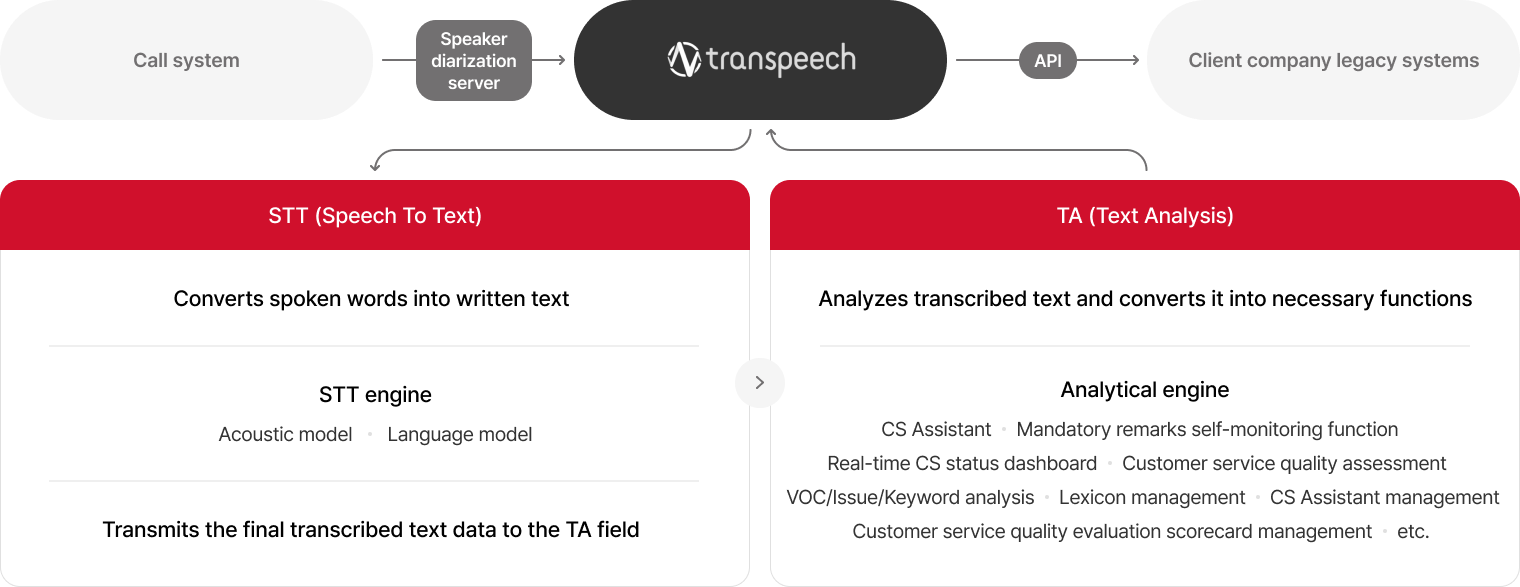 Call system
Speaker
diarization
server
transpeech
API
Client company legacy systems
STT (Speech To Text)
Converts spoken words into written text
STT engine
Acoustic model · Language model
Transmits the final transcribed text data to the TA field
TA (Text Analysis)
Analyzes transcribed text and converts it into necessary functions
Analytical engine
CS Assistant · Mandatory remarks self-monitoring function
Real-time CS status dashboard · Customer service quality assessment
VOC/Issue/Keyword analysis · Lexicon management · CS Assistant management
Customer service quality evaluation scorecard management · etc.